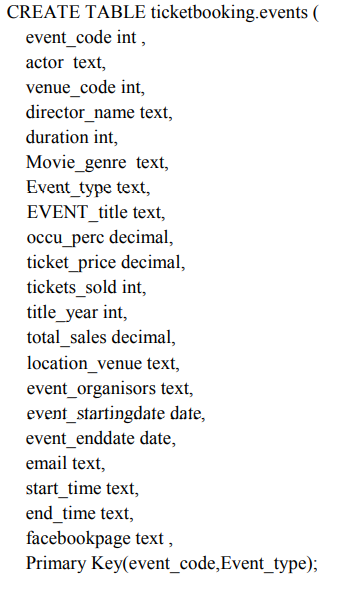 CREATE TABLE ticketbooking.events (
event_code int ,
actor  text,
venue_code int,
director_name text,
duration int,
Movie_genre  text,
Event_type text,
EVENT_title text,
occu_perc decimal,
ticket_price decimal,
tickets_sold int,
title_year int,
total_sales decimal,
location_venue text,
event_organisors text,
event_startingdate date,
event_enddate date,
email text,
start_time text,
end_time text,
facebookpage text ,
Primary Key(event_code,Event_type);